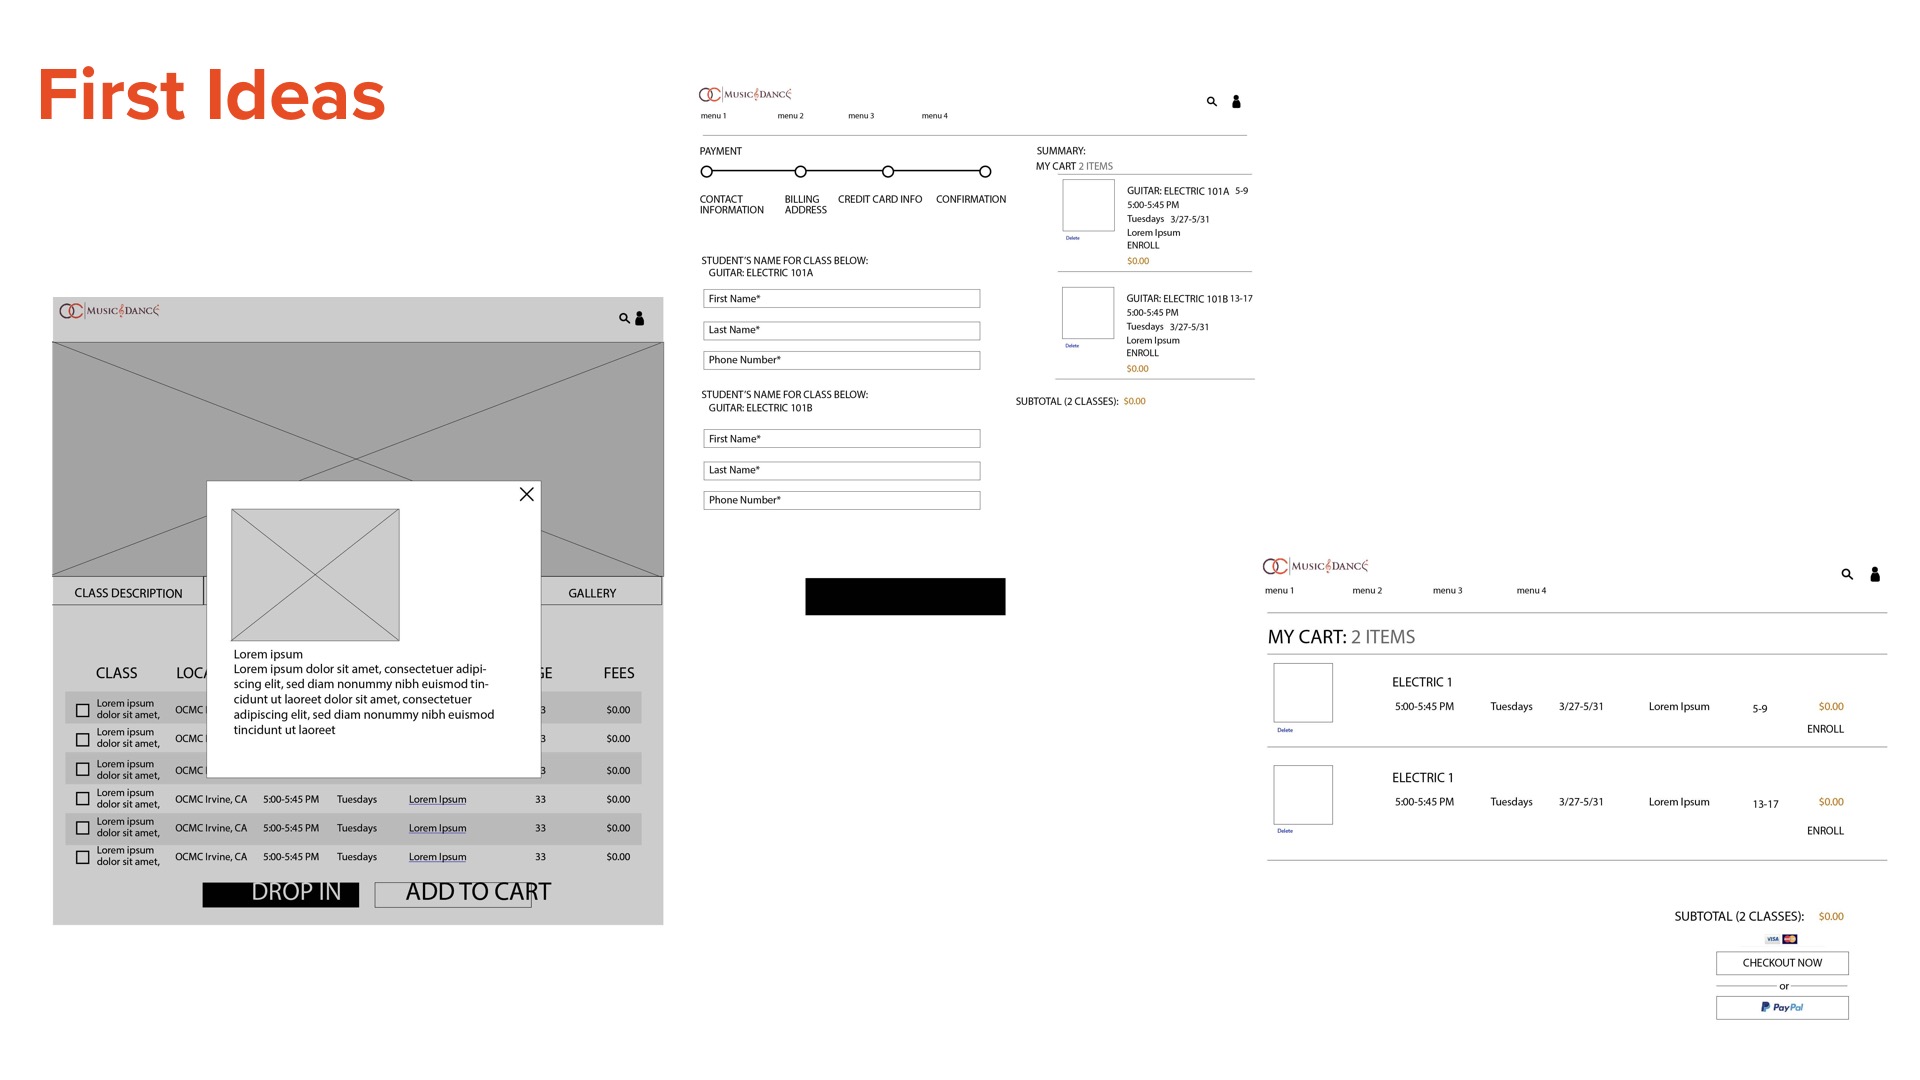 First Ideas
OC MUSIC & DANCE
menu 1 menu 2 menu 3 menu 4
PAYMENT
CONTACT INFORMATION
BILLING ADDRESS
CREDIT CARD INFO
CONFIRMATION
STUDENT'S NAME FOR CLASS BELOW:
GUITAR: ELECTRIC 101A
First Name*
Last Name*
Phone Number*
STUDENT'S NAME FOR CLASS BELOW:
GUITAR: ELECTRIC 101B
First Name*
Last Name*
Phone Number*
SUMMARY:
MY CART 2 ITEMS
GUITAR: ELECTRIC 101A 5-9
5:00-5:45 PM
Tuesdays 3/27-5/31
Lorem Ipsum
ENROLL
$0.00
Delete
GUITAR: ELECTRIC 101B 13-17
5:00-5:45 PM
Tuesdays 3/27-5/31
Lorem Ipsum
ENROLL
$0.00
Delete
SUBTOTAL (2 CLASSES): $0.00
OC MUSIC & DANCE
CLASS DESCRIPTION
GALLERY
Lorem ipsum
Lorem ipsum dolor sit amet, consectetuer adipi-
scing elit, sed diam nonummy nibh euismod tin-
cidunt ut laoreet dolor sit amet, consectetuer
adipiscing elit, sed diam nonummy nibh euismod
tincidunt ut laoreet
CLASS LOCA GE FEES
Lorem ipsum
dolor sit amet, OCMC I 3 $0.00
Lorem ipsum
dolor sit amet, OCMC I 3 $0.00
Lorem ipsum
dolor sit amet, OCMC I 3 $0.00
Lorem ipsum
dolor sit amet, OCMC Irvine, CA 5:00-5:45 PM Tuesdays Lorem Ipsum 33 $0.00
Lorem ipsum
dolor sit amet, OCMC Irvine, CA 5:00-5:45 PM Tuesdays Lorem Ipsum 33 $0.00
Lorem ipsum
dolor sit amet, OCMC Irvine, CA 5:00-5:45 PM Tuesdays Lorem Ipsum 33 $0.00
DROP IN ADD TO CART
OC MUSIC & DANCE
menu 1 menu 2 menu 3 menu 4
MY CART: 2 ITEMS
ELECTRIC 1
5:00-5:45 PM Tuesdays 3/27-5/31 Lorem Ipsum 5-9 $0.00
Delete ENROLL
ELECTRIC 1
5:00-5:45 PM Tuesdays 3/27-5/31 Lorem Ipsum 13-17 $0.00
Delete ENROLL
SUBTOTAL (2 CLASSES): $0.00
VISA
CHECKOUT NOW
or
PayPal